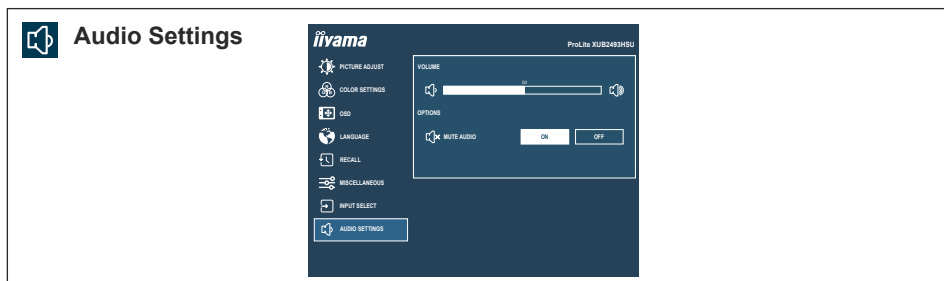 Audio Settings
iiyama
ProLite XUB2493HSU
PICTURE ADJUST
COLOR SETTINGS
OSD
LANGUAGE
RECALL
MISCELLANEOUS
INPUT SELECT
AUDIO SETTINGS
VOLUME
50
OPTIONS
MUTE AUDIO
ON
OFF